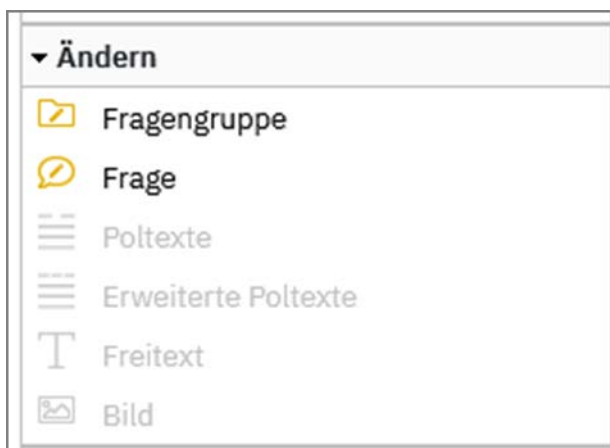 Ändern
Fragengruppe
Frage
Poltexte
Erweiterte Poltexte
Freitext
Bild